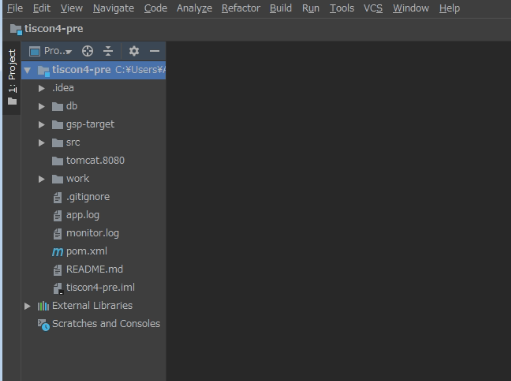 File Edit View Navigate Code Analyze Refactor Build Run Tools VCS Window Help
tiscon4-pre
1: Project
Pro..
tiscon4-pre C:¥Users¥
.idea
db
gsp-target
src
tomcat.8080
work
.gitignore
app.log
monitor.log
pom.xml
README.md
tiscon4-pre.iml
External Libraries
Scratches and Consoles